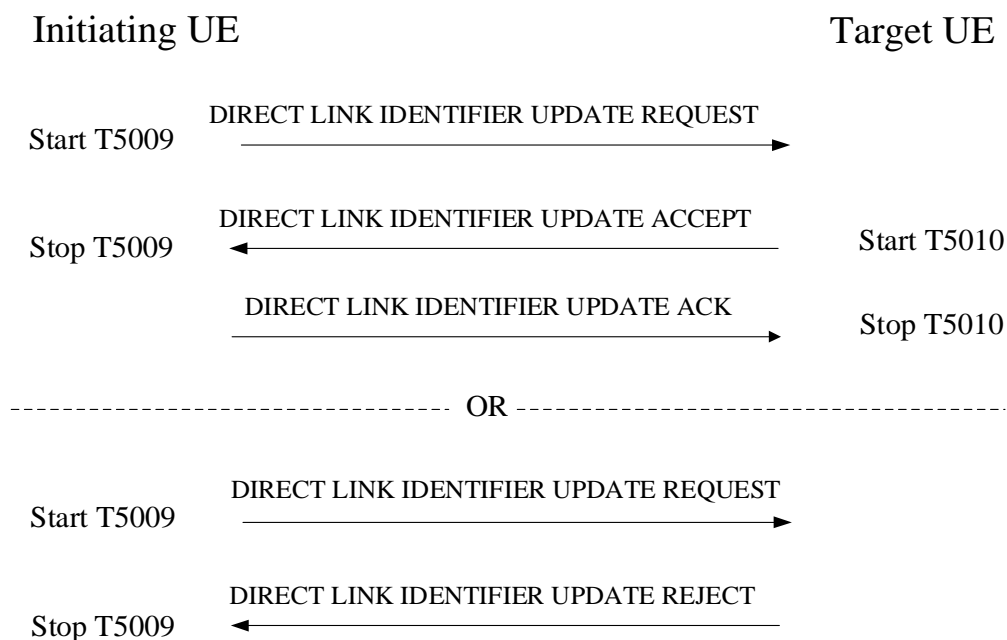 Initiating UE
Target UE
DIRECT LINK IDENTIFIER UPDATE REQUEST
Start T5009
DIRECT LINK IDENTIFIER UPDATE ACCEPT
Stop T5009
Start T5010
DIRECT LINK IDENTIFIER UPDATE ACK
Stop T5010
OR
DIRECT LINK IDENTIFIER UPDATE REQUEST
Start T5009
DIRECT LINK IDENTIFIER UPDATE REJECT
Stop T5009